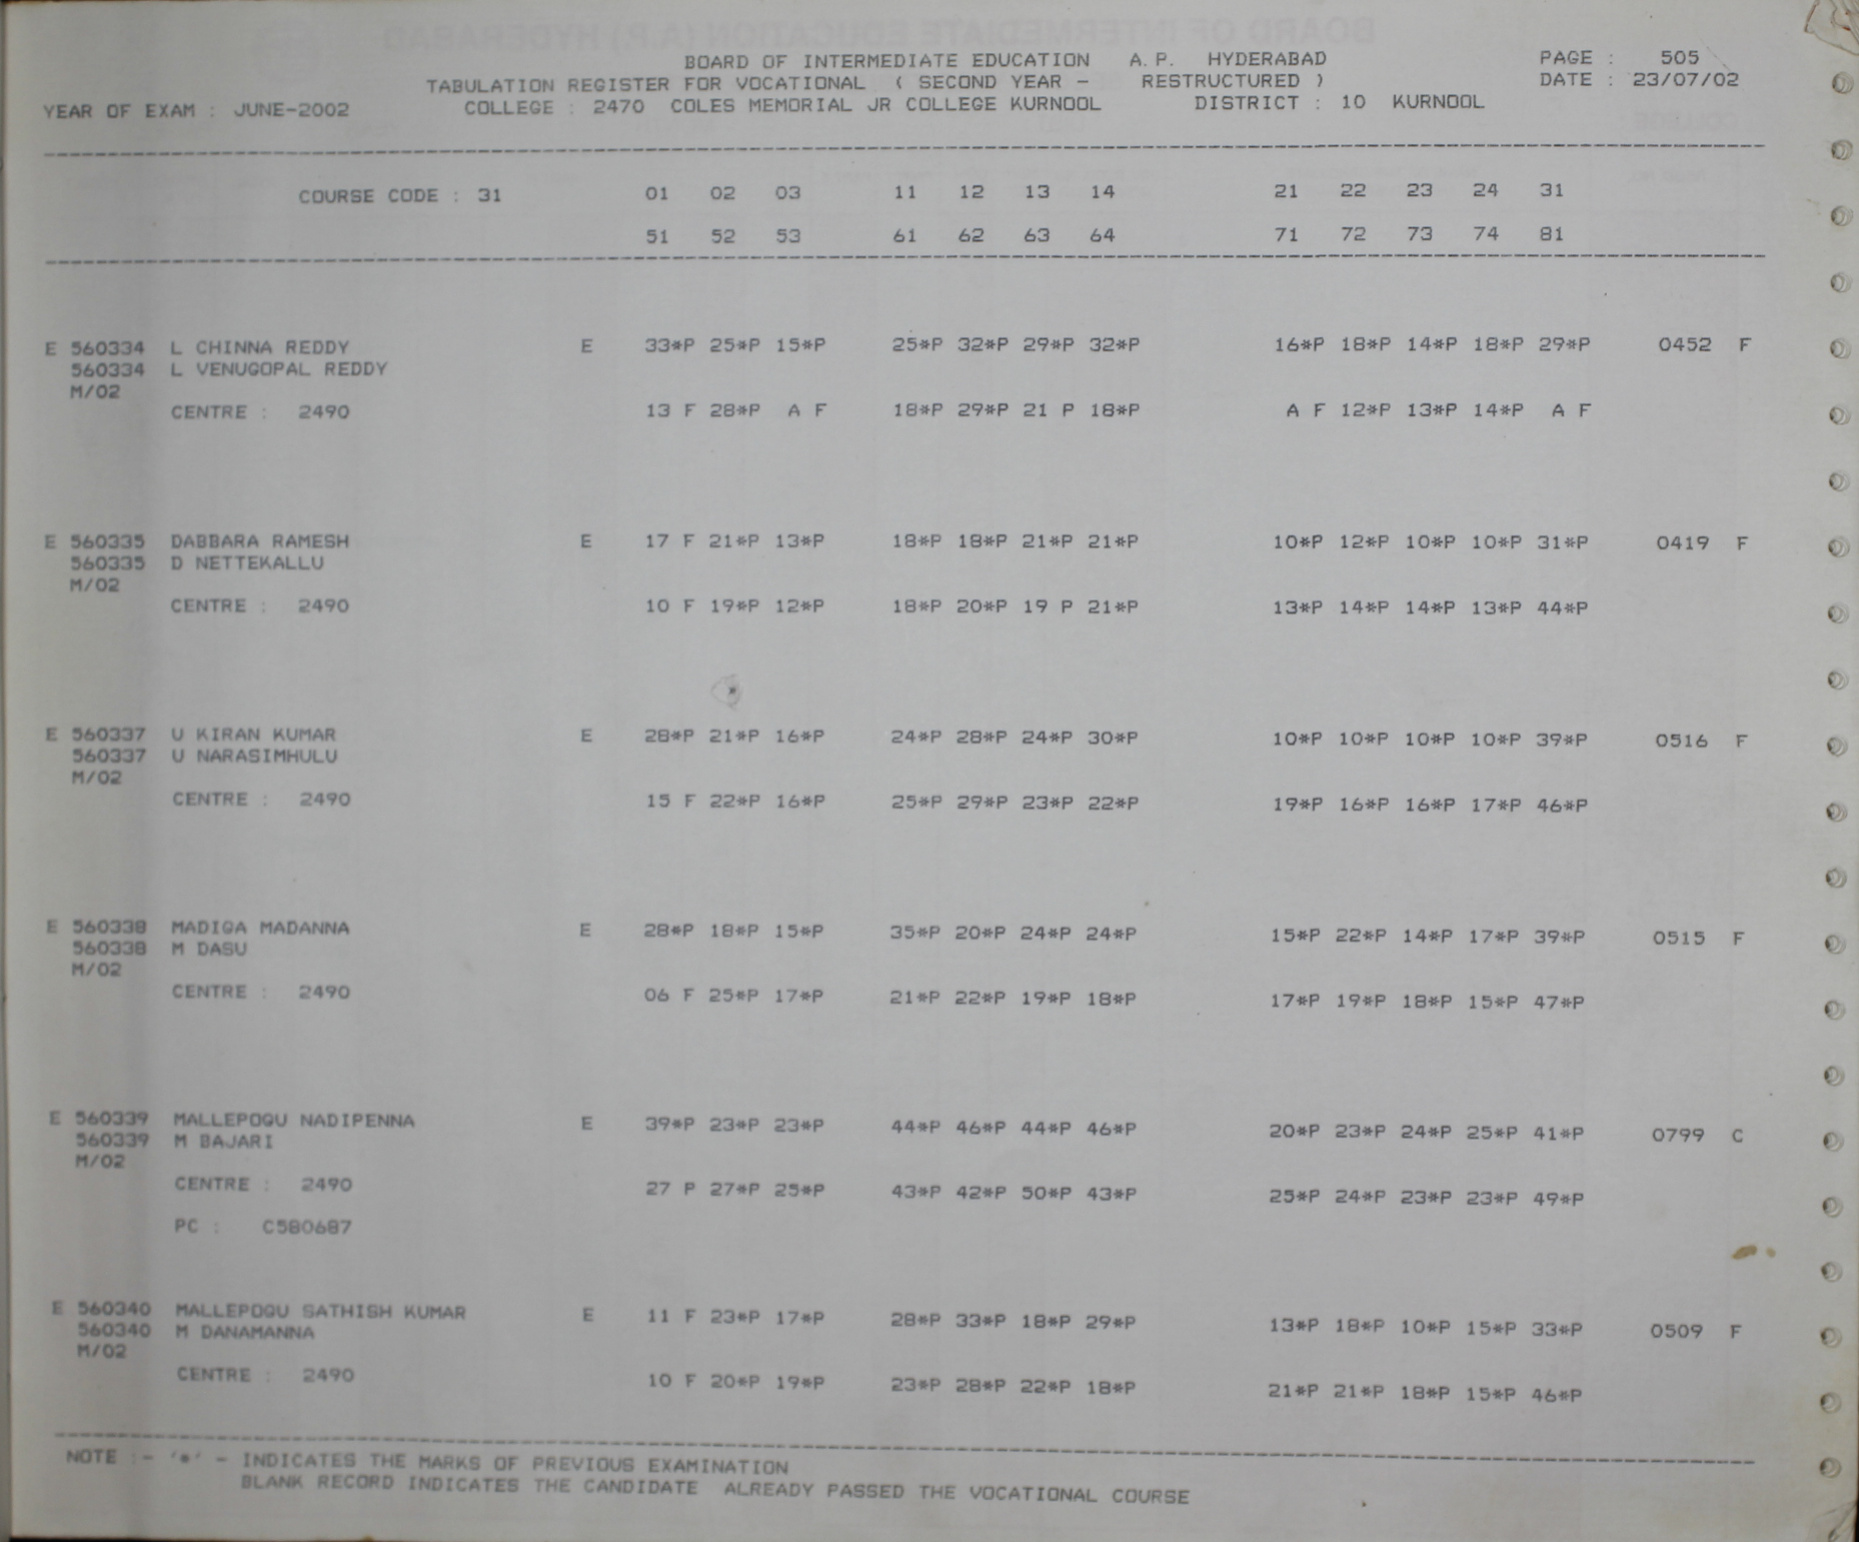 BOARD OF INTERMEDIATE EDUCATION A.P. HYDERABAD PAGE : 505
TABULATION REGISTER FOR VOCATIONAL ( SECOND YEAR - RESTRUCTURED ) DATE : 23/07/02
YEAR OF EXAM : JUNE-2002 COLLEGE : 2470 COLES MEMORIAL JR COLLEGE KURNOOL DISTRICT : 10 KURNOOL
COURSE CODE : 31 01 02 03 11 12 13 14 21 22 23 24 31
51 52 53 61 62 63 64 71 72 73 74 81
E 560334 L CHINNA REDDY E 33*P 25*P 15*P 25*P 32*P 29*P 32*P 16*P 18*P 14*P 18*P 29*P 0452 F
560334 L VENUGOPAL REDDY
M/02
CENTRE : 2490 13 F 28*P A F 18*P 29*P 21 P 18*P A F 12*P 13*P 14*P A F
E 560335 DABBARA RAMESH E 17 F 21*P 13*P 18*P 18*P 21*P 21*P 10*P 12*P 10*P 10*P 31*P 0419 F
560335 D NETTEKALLU
M/02
CENTRE : 2490 10 F 19*P 12*P 18*P 20*P 19 P 21*P 13*P 14*P 14*P 13*P 44*P
E 560337 U KIRAN KUMAR E 28*P 21*P 16*P 24*P 28*P 24*P 30*P 10*P 10*P 10*P 10*P 39*P 0516 F
560337 U NARASIMHULU
M/02
CENTRE : 2490 15 F 22*P 16*P 25*P 29*P 23*P 22*P 19*P 16*P 16*P 17*P 46*P
E 560338 MADIGA MADANNA E 28*P 18*P 15*P 35*P 20*P 24*P 24*P 15*P 22*P 14*P 17*P 39*P 0515 F
560338 M DASU
M/02
CENTRE : 2490 06 F 25*P 17*P 21*P 22*P 19*P 18*P 17*P 19*P 18*P 15*P 47*P
E 560339 MALLEPOGU NADIPENNA E 39*P 23*P 23*P 44*P 46*P 44*P 46*P 20*P 23*P 24*P 25*P 41*P 0799 C
560339 M BAJARI
M/02
CENTRE : 2490 27 P 27*P 25*P 43*P 42*P 50*P 43*P 25*P 24*P 23*P 23*P 49*P
PC : C580687
E 560340 MALLEPOGU SATHISH KUMAR E 11 F 23*P 17*P 28*P 33*P 18*P 29*P 13*P 18*P 10*P 15*P 33*P 0509 F
560340 M DANAMANNA
M/02
CENTRE : 2490 10 F 20*P 19*P 23*P 28*P 22*P 18*P 21*P 21*P 18*P 15*P 46*P
NOTE :- '*' - INDICATES THE MARKS OF PREVIOUS EXAMINATION
BLANK RECORD INDICATES THE CANDIDATE ALREADY PASSED THE VOCATIONAL COURSE